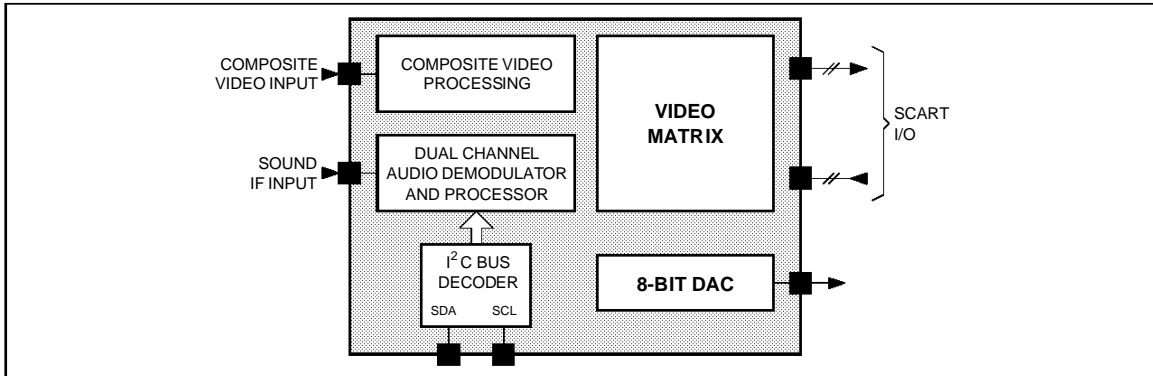 COMPOSITE
VIDEO INPUT
COMPOSITE VIDEO
PROCESSING
VIDEO
MATRIX
SCART
I/O
SOUND
IF INPUT
DUAL CHANNEL
AUDIO DEMODULATOR
AND PROCESSOR
I²C BUS
DECODER
SDA SCL
8-BIT DAC